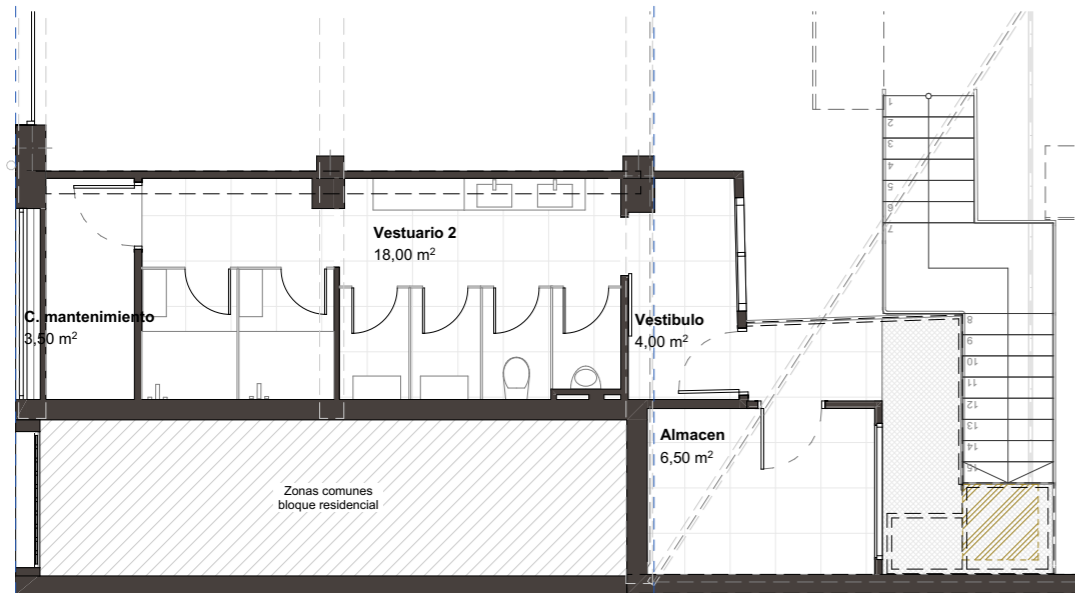 1
2
3
4
5
6
7
Vestuario 2
18,00 m²
C. mantenimiento
3,50 m²
Vestibulo
4,00 m²
8
9
10
11
12
13
14
15
Almacen
6,50 m²
Zonas comunes
bloque residencial